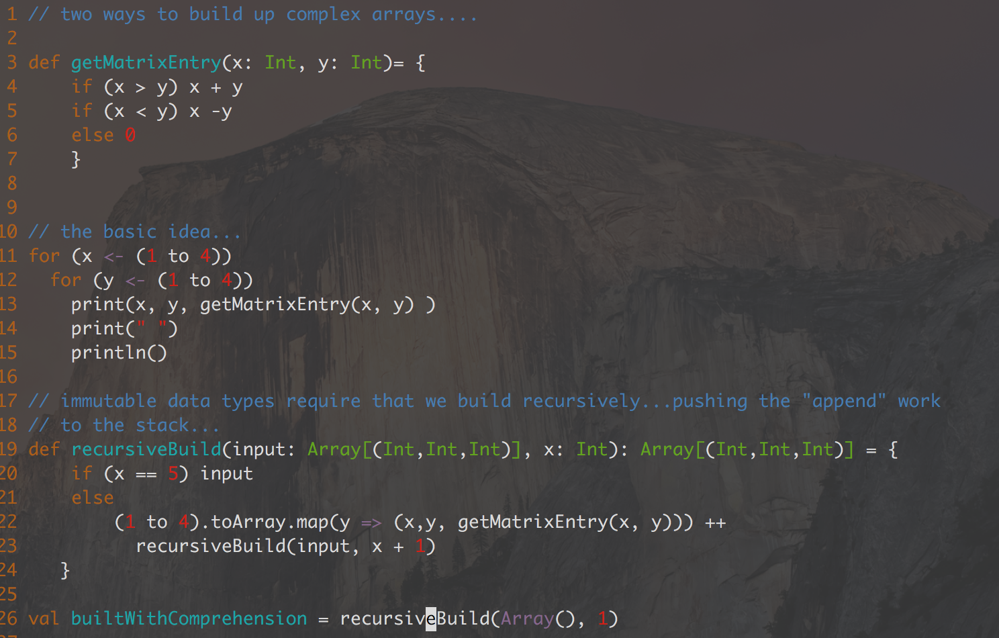 1 // two ways to build up complex arrays....
2
3 def getMatrixEntry(x: Int, y: Int)= {
4     if (x > y) x + y
5     if (x < y) x -y
6     else 0
7     }
8
9
10 // the basic idea...
11 for (x <- (1 to 4))
12   for (y <- (1 to 4))
13     print(x, y, getMatrixEntry(x, y) )
14     print(" ")
15     println()
16
17 // immutable data types require that we build recursively...pushing the "append" work
18 // to the stack...
19 def recursiveBuild(input: Array[(Int,Int,Int)], x: Int): Array[(Int,Int,Int)] = {
20     if (x == 5) input
21     else
22         (1 to 4).toArray.map(y => (x,y, getMatrixEntry(x, y))) ++
23           recursiveBuild(input, x + 1)
24    }
25
26 val builtWithComprehension = recursiveBuild(Array(), 1)